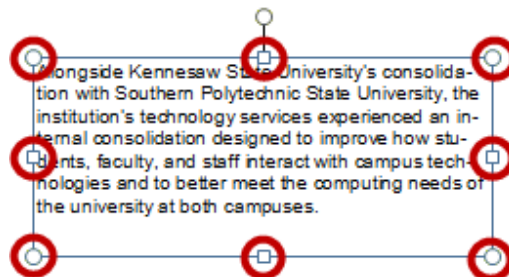 Alongside Kennesaw State University's consolida-
tion with Southern Polytechnic State University, the
institution's technology services experienced an in-
ternal consolidation designed to improve how stu-
dents, faculty, and staff interact with campus tech-
nologies and to better meet the computing needs of
the university at both campuses.